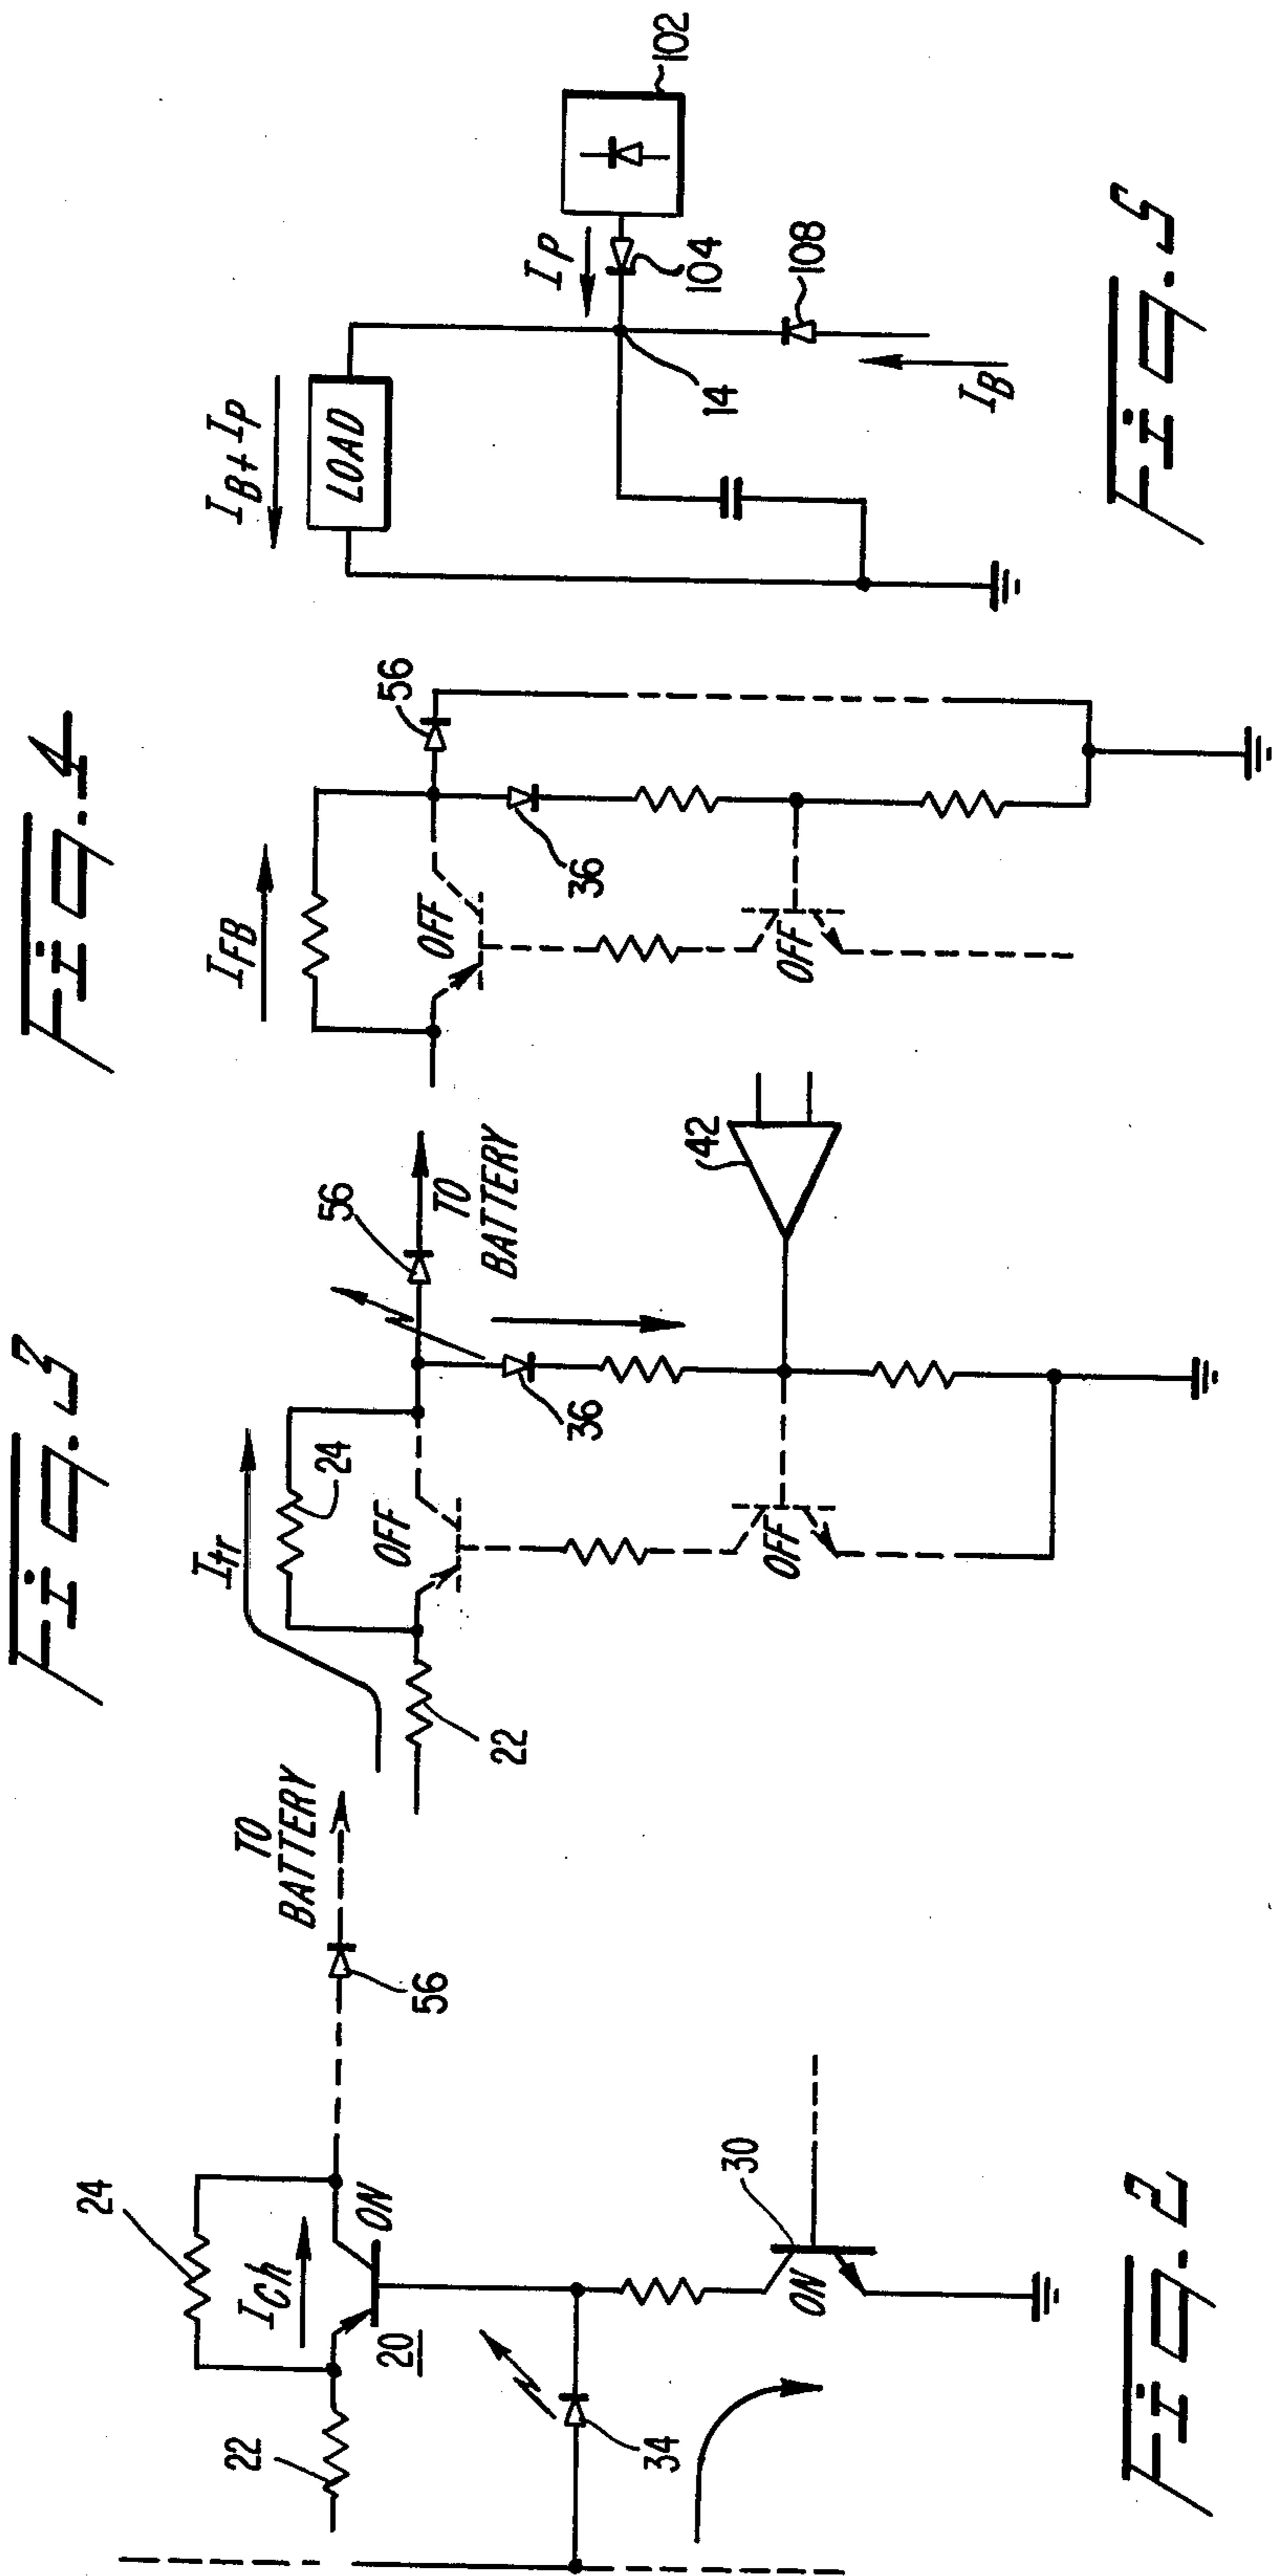 Fig. 2
22
24
I_Ch
20
ON
34
30
ON
56
TO
BATTERY
Fig. 3
I_tr
22
24
OFF
36
OFF
56
TO
BATTERY
42
Fig. 4
I_FB
OFF
36
OFF
56
Fig. 5
I_B + I_P
LOAD
I_P
102
104
14
108
I_B